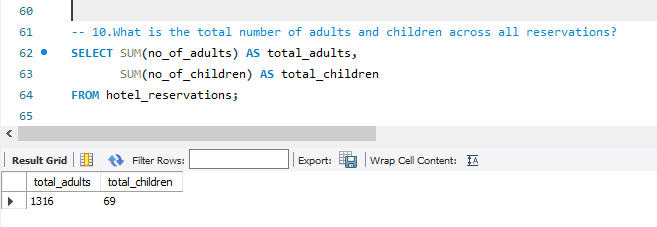 60
61 -- 10.What is the total number of adults and children across all reservations?
62 SELECT SUM(no_of_adults) AS total_adults,
63 SUM(no_of_children) AS total_children
64 FROM hotel_reservations;
65
Result Grid Filter Rows: Export: Wrap Cell Content: IA
total_adults total_children
1316 69